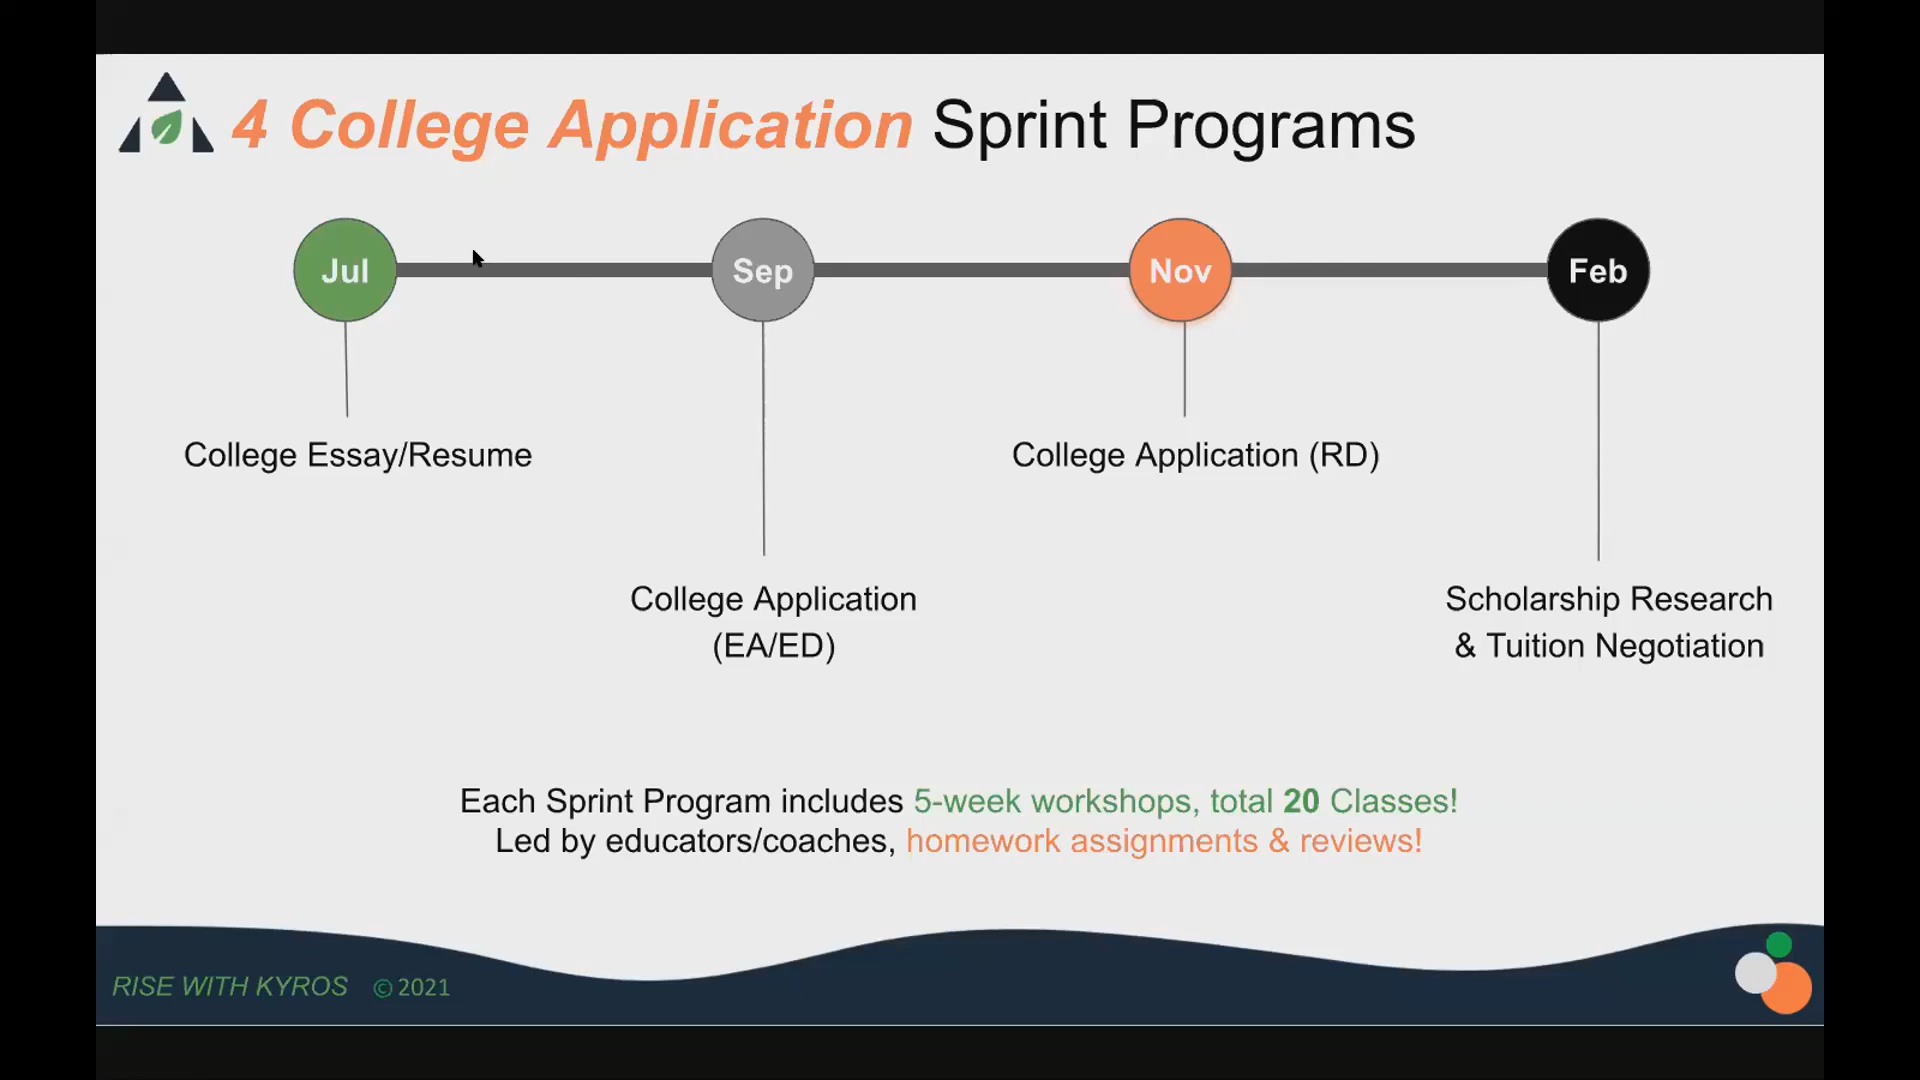 4 College Application Sprint Programs
Jul
Sep
Nov
Feb
College Essay/Resume
College Application (RD)
College Application
(EA/ED)
Scholarship Research
& Tuition Negotiation
Each Sprint Program includes 5-week workshops, total 20 Classes!
Led by educators/coaches, homework assignments & reviews!
RISE WITH KYROS © 2021